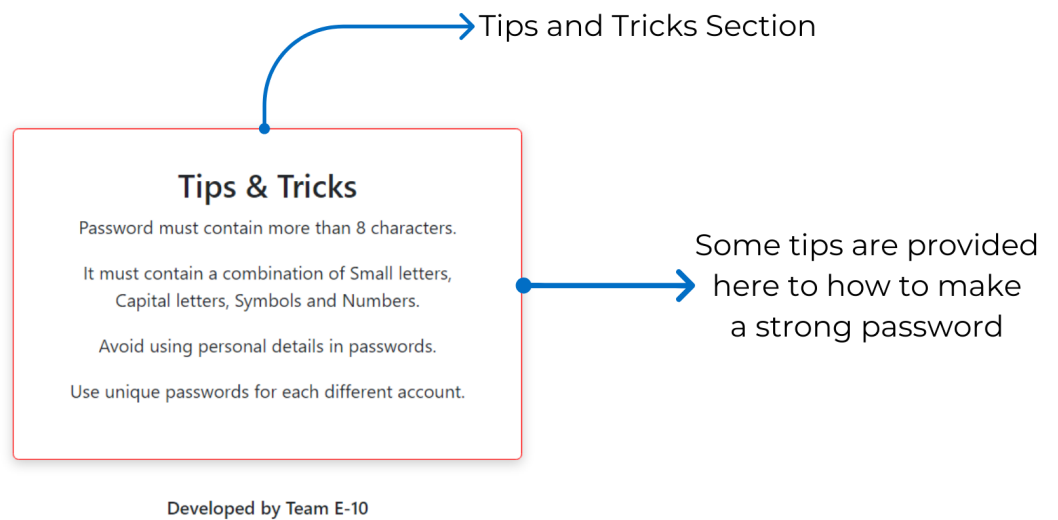 Tips and Tricks Section
Tips & Tricks
Password must contain more than 8 characters.
It must contain a combination of Small letters,
Capital letters, Symbols and Numbers.
Avoid using personal details in passwords.
Use unique passwords for each different account.
Some tips are provided
here to how to make
a strong password
Developed by Team E-10